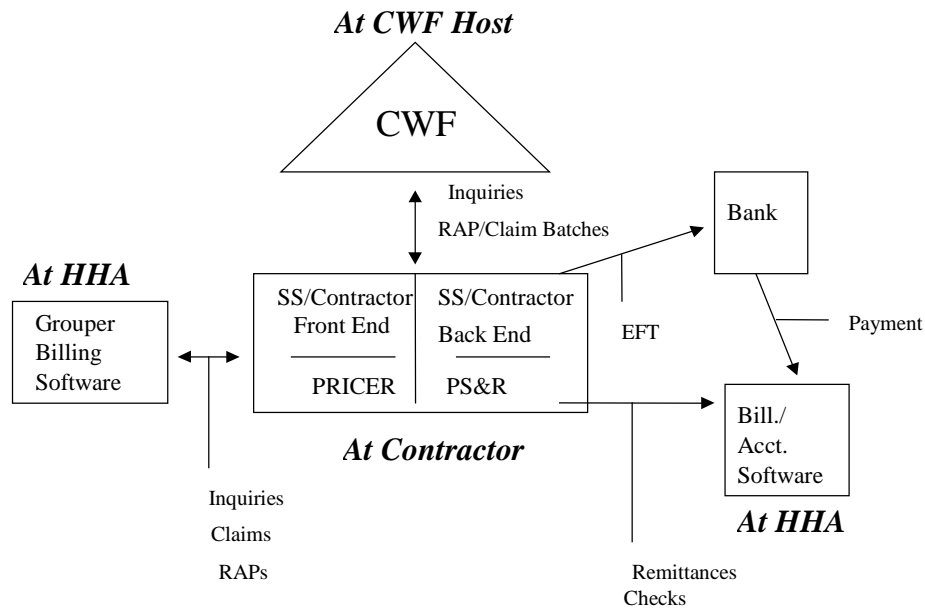 At CWF Host
CWF
Inquiries
RAP/Claim Batches
Bank
At HHA
Grouper
Billing
Software
SS/Contractor
Front End
PRICER
SS/Contractor
Back End
PS&R
EFT
Payment
At Contractor
Bill./
Acct.
Software
At HHA
Inquiries
Claims
RAPs
Remittances
Checks